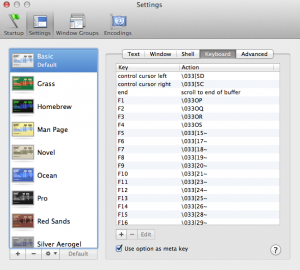 Settings
Startup
Settings
Window Groups
Encodings
Basic
Default
Grass
Homebrew
Man Page
Novel
Ocean
Pro
Red Sands
Silver Aerogel
+ − Default
Text Window Shell Keyboard Advanced
Key Action
control cursor left \033[5D
control cursor right \033[5C
end scroll to end of buffer
F1 \033OP
F2 \033OQ
F3 \033OR
F4 \033OS
F5 \033[15~
F6 \033[17~
F7 \033[18~
F8 \033[19~
F9 \033[20~
F10 \033[21~
F11 \033[23~
F12 \033[24~
F13 \033[25~
F14 \033[26~
F15 \033[28~
F16 \033[29~
+ − Edit
Use option as meta key
?